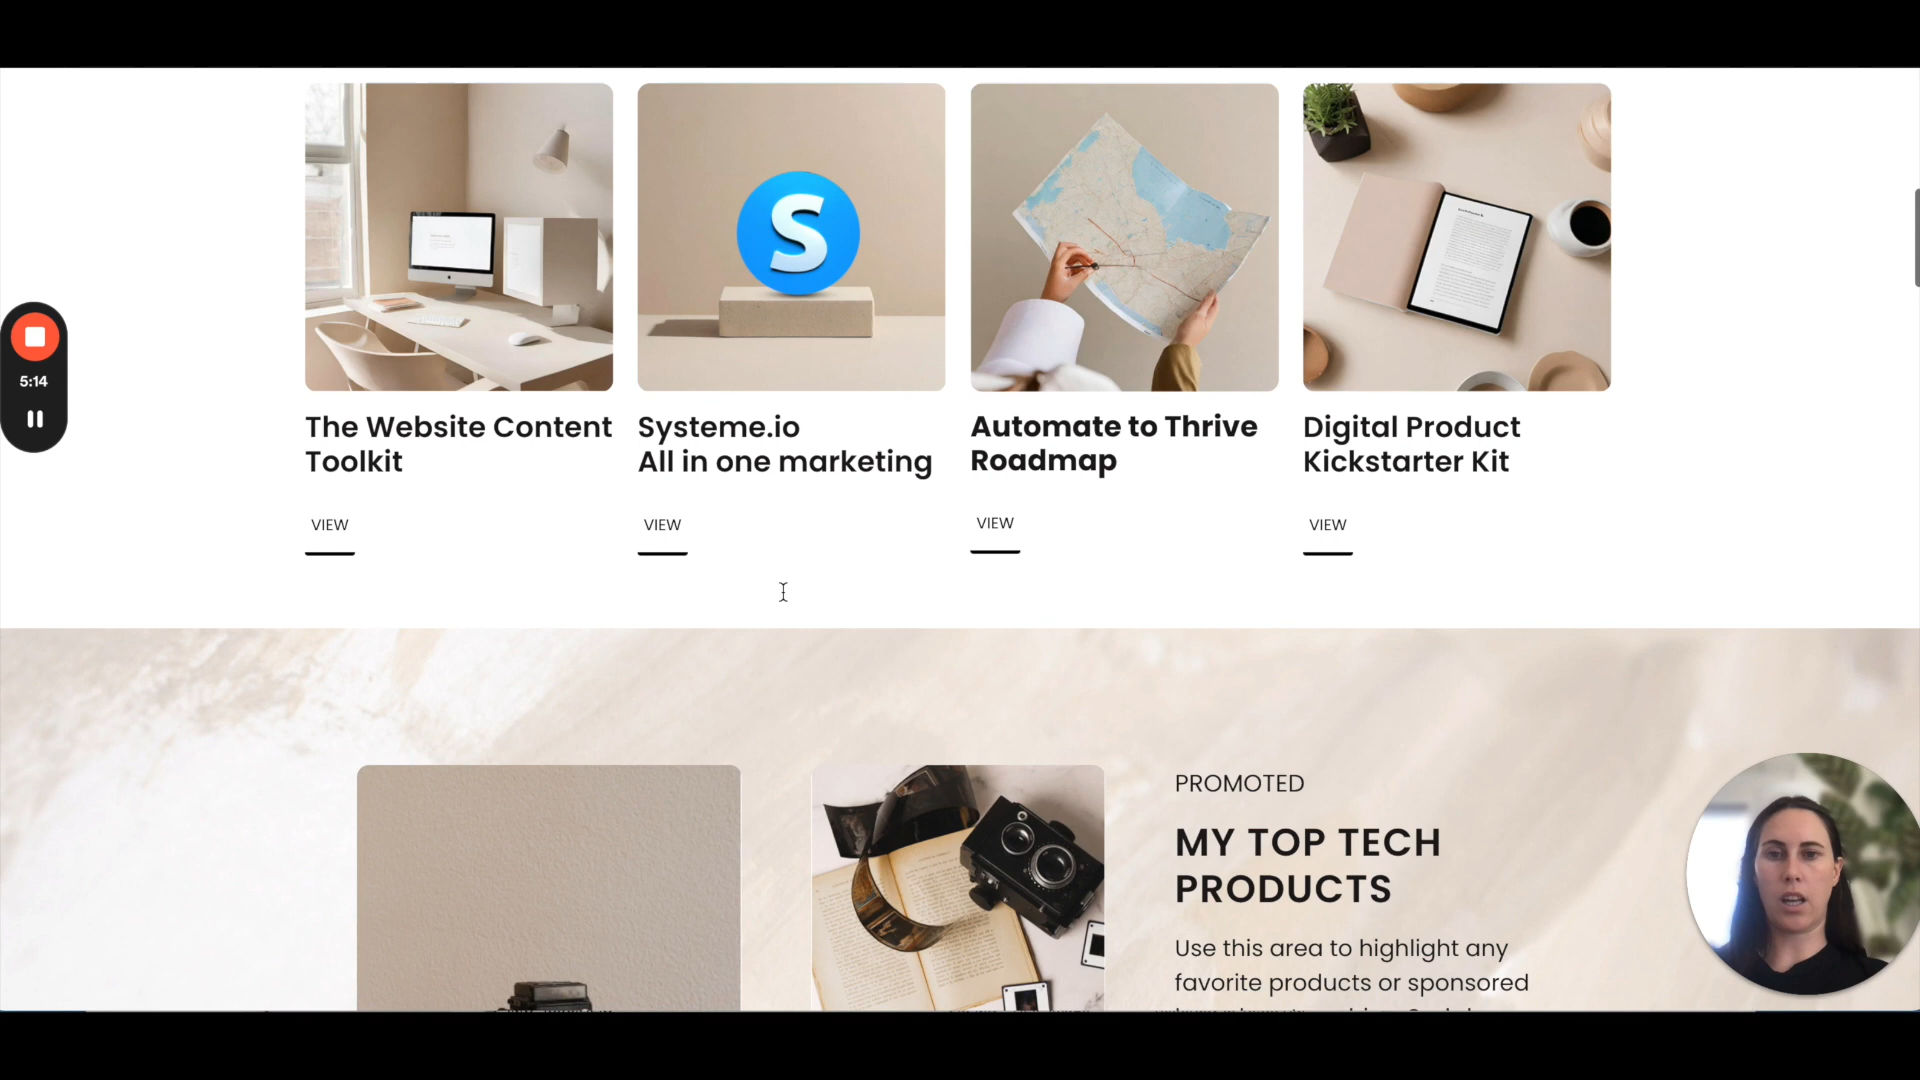 S
5:14
The Website Content
Toolkit
VIEW
Systeme.io
All in one marketing
VIEW
Automate to Thrive
Roadmap
VIEW
Digital Product
Kickstarter Kit
VIEW
PROMOTED
MY TOP TECH
PRODUCTS
Use this area to highlight any
favorite products or sponsored